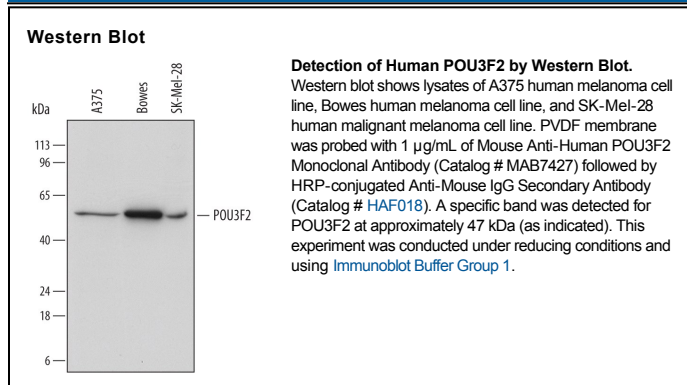 Western Blot
kDa
A375
Bowes
SK-Mel-28
113
96
65
40
24
18
6
POU3F2
Detection of Human POU3F2 by Western Blot.
Western blot shows lysates of A375 human melanoma cell
line, Bowes human melanoma cell line, and SK-Mel-28
human malignant melanoma cell line. PVDF membrane
was probed with 1 µg/mL of Mouse Anti-Human POU3F2
Monoclonal Antibody (Catalog # MAB7427) followed by
HRP-conjugated Anti-Mouse IgG Secondary Antibody
(Catalog # HAF018). A specific band was detected for
POU3F2 at approximately 47 kDa (as indicated). This
experiment was conducted under reducing conditions and
using Immunoblot Buffer Group 1.